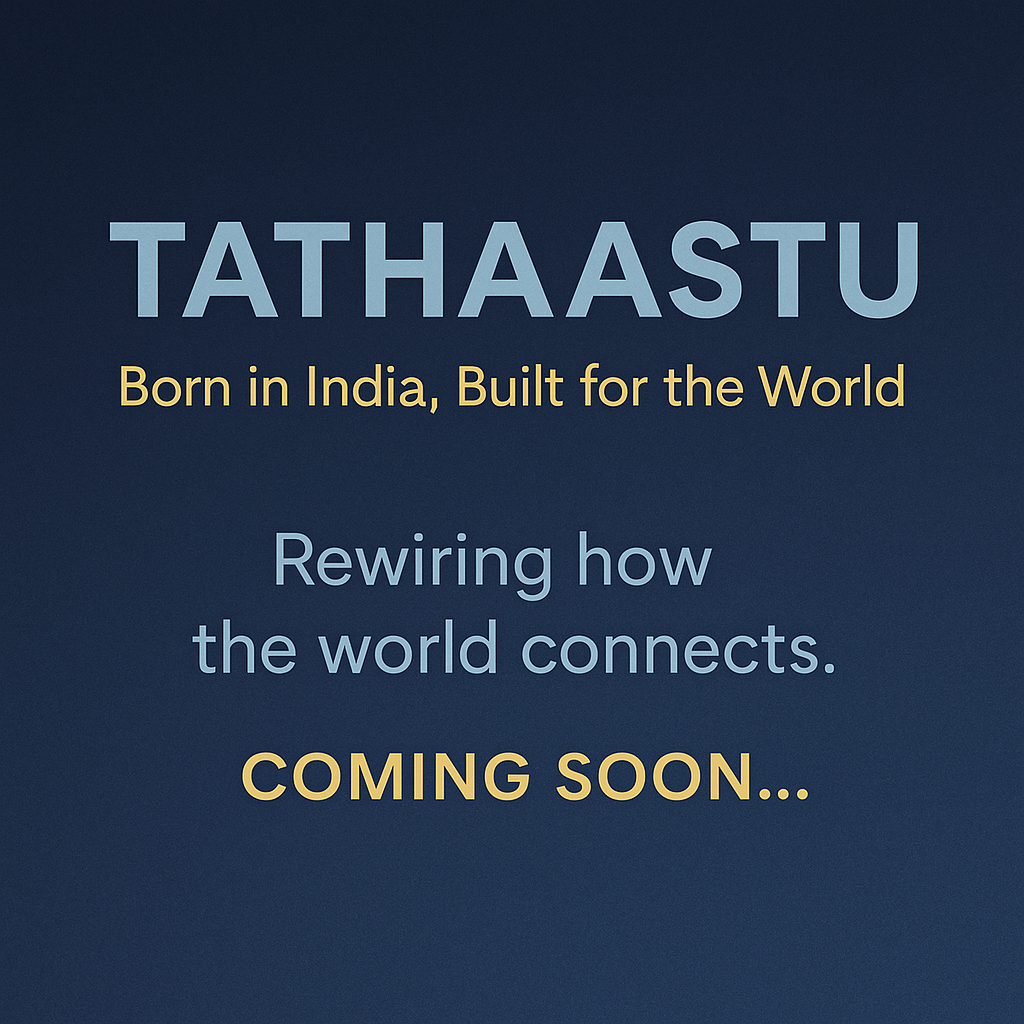 TATHAASTU
Born in India, Built for the World
Rewiring how
the world connects.
COMING SOON...